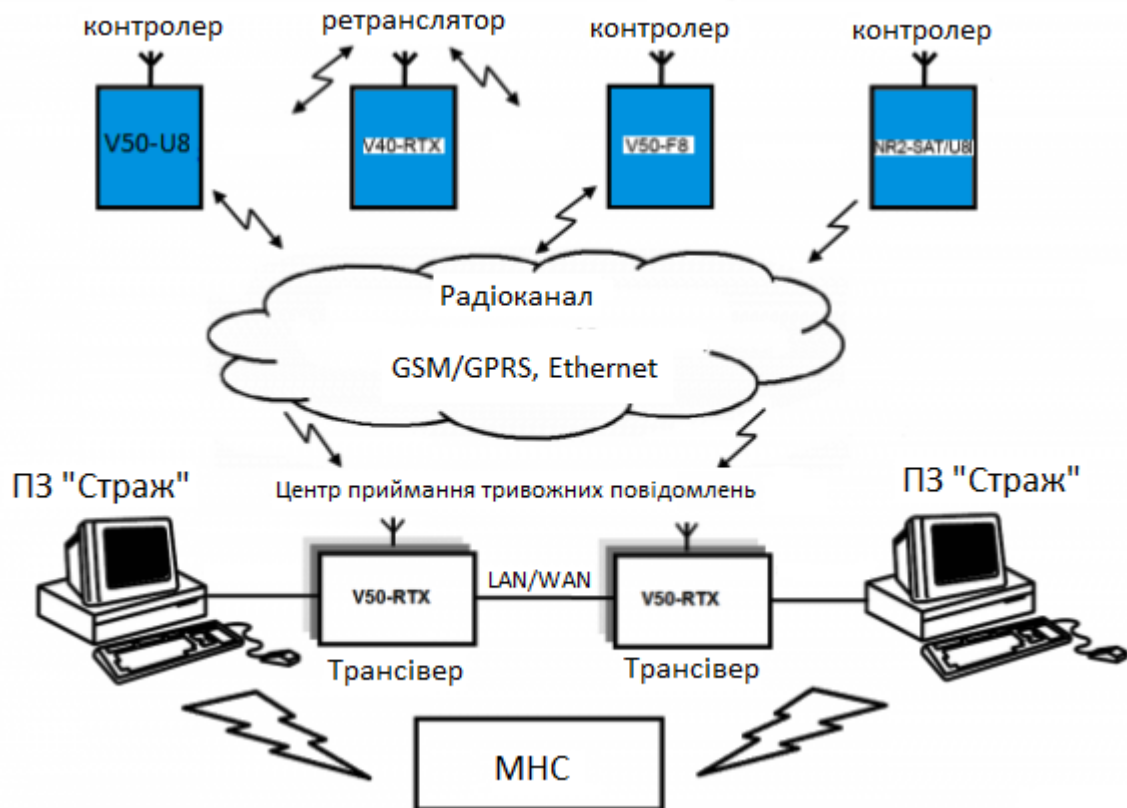 контролер
ретранслятор
контролер
контролер
V50-U8
V40-RTX
V50-F8
NR2-SAT/U8
Радіоканал
GSM/GPRS, Ethernet
ПЗ "Страж"
ПЗ "Страж"
Центр приймання тривожних повідомлень
V50-RTX
LAN/WAN
V50-RTX
Трансівер
Трансівер
МНС